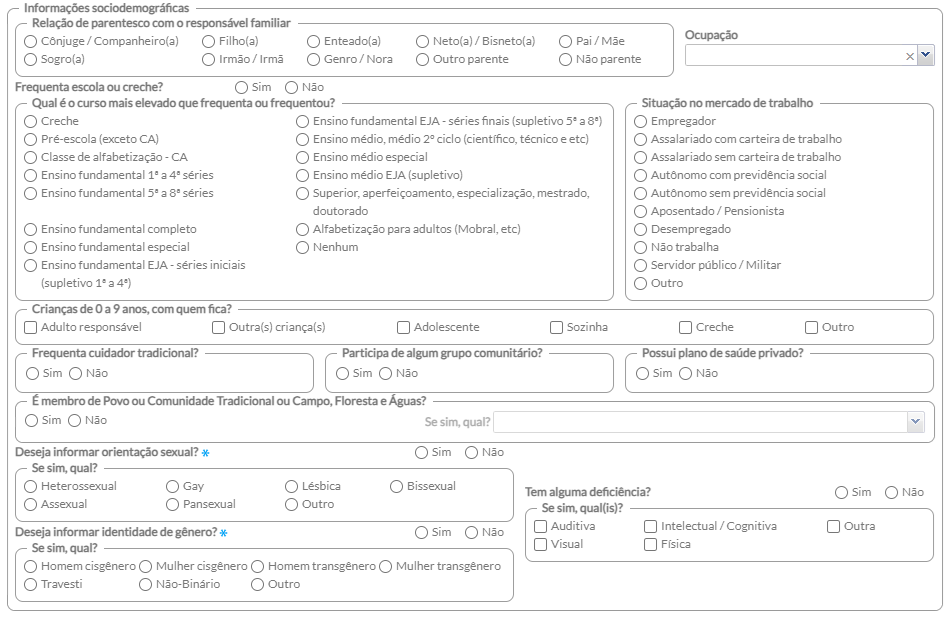 Informações sociodemográficas
Relação de parentesco com o responsável familiar
Cônjuge / Companheiro(a) Filho(a) Enteado(a) Neto(a) / Bisneto(a) Pai / Mãe
Sogro(a) Irmão / Irmã Genro / Nora Outro parente Não parente
Ocupação
Frequenta escola ou creche? Sim Não
Qual é o curso mais elevado que frequenta ou frequentou?
Creche
Pré-escola (exceto CA)
Classe de alfabetização - CA
Ensino fundamental 1ª a 4ª séries
Ensino fundamental 5ª a 8ª séries
Ensino fundamental completo
Ensino fundamental especial
Ensino fundamental EJA - séries iniciais
(supletivo 1ª a 4ª)
Ensino fundamental EJA - séries finais (supletivo 5ª a 8ª)
Ensino médio, médio 2º ciclo (científico, técnico e etc)
Ensino médio especial
Ensino médio EJA (supletivo)
Superior, aperfeiçoamento, especialização, mestrado,
doutorado
Alfabetização para adultos (Mobral, etc)
Nenhum
Situação no mercado de trabalho
Empregador
Assalariado com carteira de trabalho
Assalariado sem carteira de trabalho
Autônomo com previdência social
Autônomo sem previdência social
Aposentado / Pensionista
Desempregado
Não trabalha
Servidor público / Militar
Outro
Crianças de 0 a 9 anos, com quem fica?
Adulto responsável Outra(s) criança(s) Adolescente Sozinha Creche Outro
Frequenta cuidador tradicional?
Sim Não
Participa de algum grupo comunitário?
Sim Não
Possui plano de saúde privado?
Sim Não
É membro de Povo ou Comunidade Tradicional ou Campo, Floresta e Águas?
Sim Não Se sim, qual?
Deseja informar orientação sexual? * Sim Não
Se sim, qual?
Heterossexual Gay Lésbica Bissexual
Assexual Pansexual Outro
Deseja informar identidade de gênero? * Sim Não
Se sim, qual?
Homem cisgênero Mulher cisgênero Homem transgênero Mulher transgênero
Travesti Não-Binário Outro
Tem alguma deficiência? Sim Não
Se sim, qual(is)?
Auditiva Intelectual / Cognitiva Outra
Visual Física